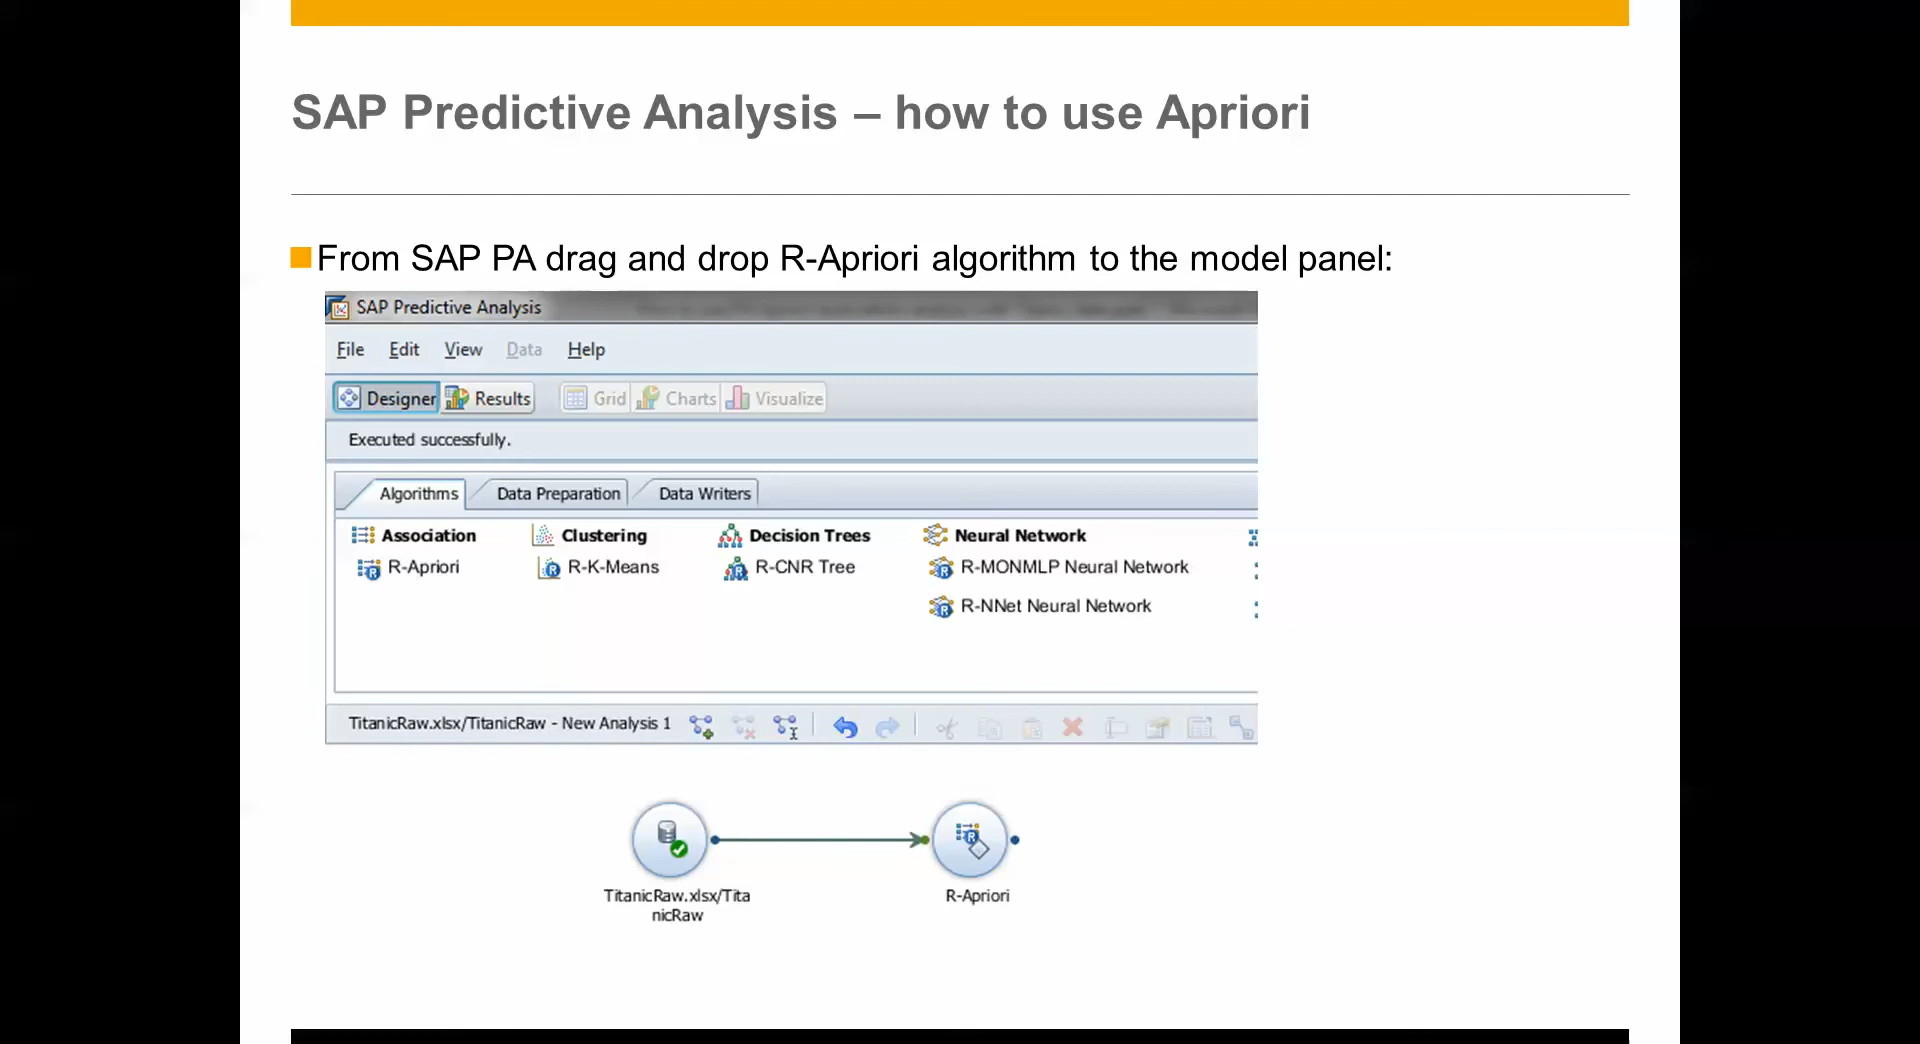 SAP Predictive Analysis – how to use Apriori
From SAP PA drag and drop R-Apriori algorithm to the model panel:
SAP Predictive Analysis
File Edit View Data Help
Designer Results Grid Charts Visualize
Executed successfully.
Algorithms Data Preparation Data Writers
Association Clustering Decision Trees Neural Network
R-Apriori R-K-Means R-CNR Tree R-MONMLP Neural Network
R-NNet Neural Network
TitanicRaw.xlsx/TitanicRaw - New Analysis 1
TitanicRaw.xlsx/Tita
nicRaw
R-Apriori